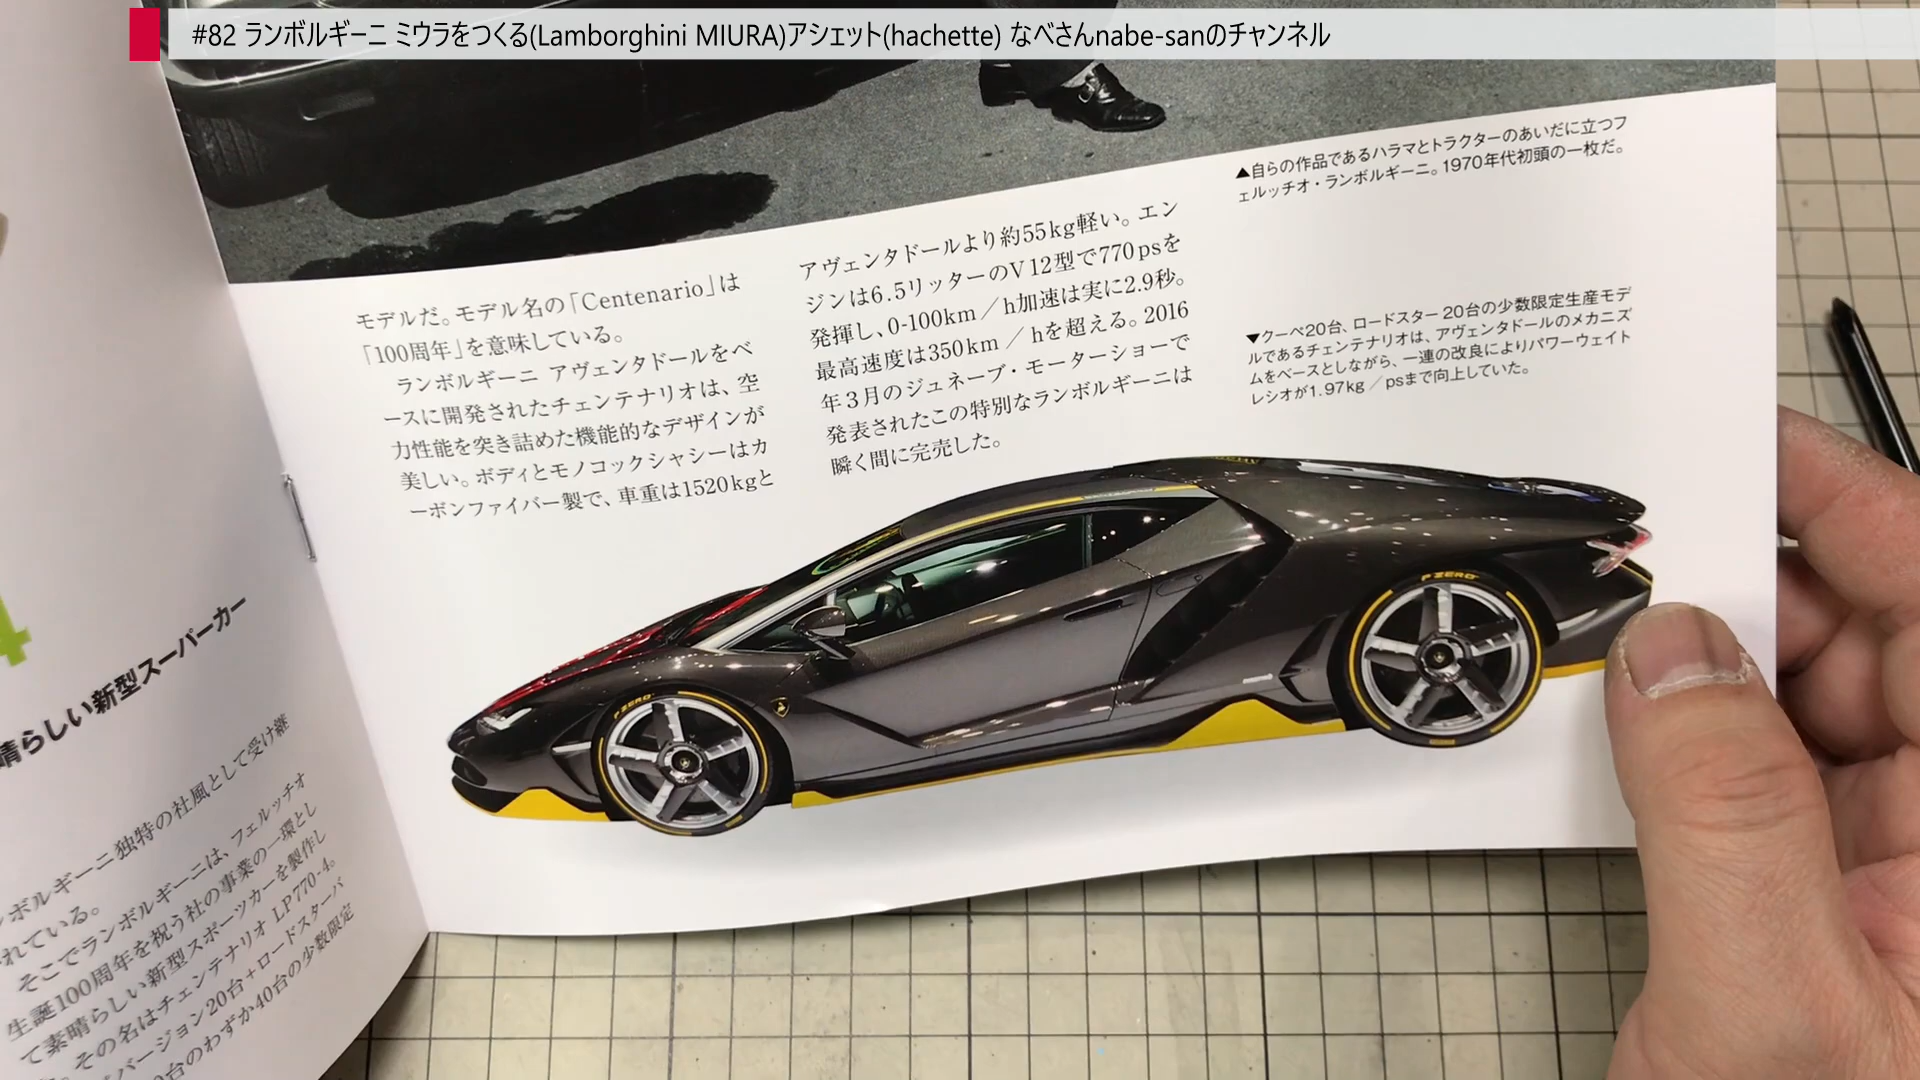 #82 ランボルギーニ ミウラをつくる(Lamborghini MIURA)アシェット(hachette) なべさんnabe-sanのチャンネル
4
晴らしい新型スーパーカー
ボルギーニ独特の社風として受け継
れている。
そこでランボルギーニは、フェルッチオ
生誕100周年を祝う社の事業の一環とし
て素晴らしい新型スポーツカーを製作し
その名はチェンテナリオ LP770-4。
バージョン20台+ロードスターバ
台のわずか40台の少数限定
モデルだ。モデル名の「Centenario」は
「100周年」を意味している。
ランボルギーニ アヴェンタドールをベ
ースに開発されたチェンテナリオは、空
力性能を突き詰めた機能的なデザインが
美しい。ボディとモノコックシャシーはカ
ーボンファイバー製で、車重は1520kgと
アヴェンタドールより約55kg軽い。エン
ジンは6.5リッターのV12型で770psを
発揮し、0-100km/h加速は実に2.9秒。
最高速度は350km/hを超える。2016
年3月のジュネーブ・モーターショーで
発表されたこの特別なランボルギーニは
瞬く間に完売した。
▲自らの作品であるハラマとトラクターのあいだに立つフ
ェルッチオ・ランボルギーニ。1970年代初頭の一枚だ。
▼クーペ20台、ロードスター20台の少数限定生産モデ
ルであるチェンテナリオは、アヴェンタドールのメカニズ
ムをベースとしながら、一連の改良によりパワーウェイト
レシオが1.97kg/psまで向上していた。
P ZERO
P ZERO